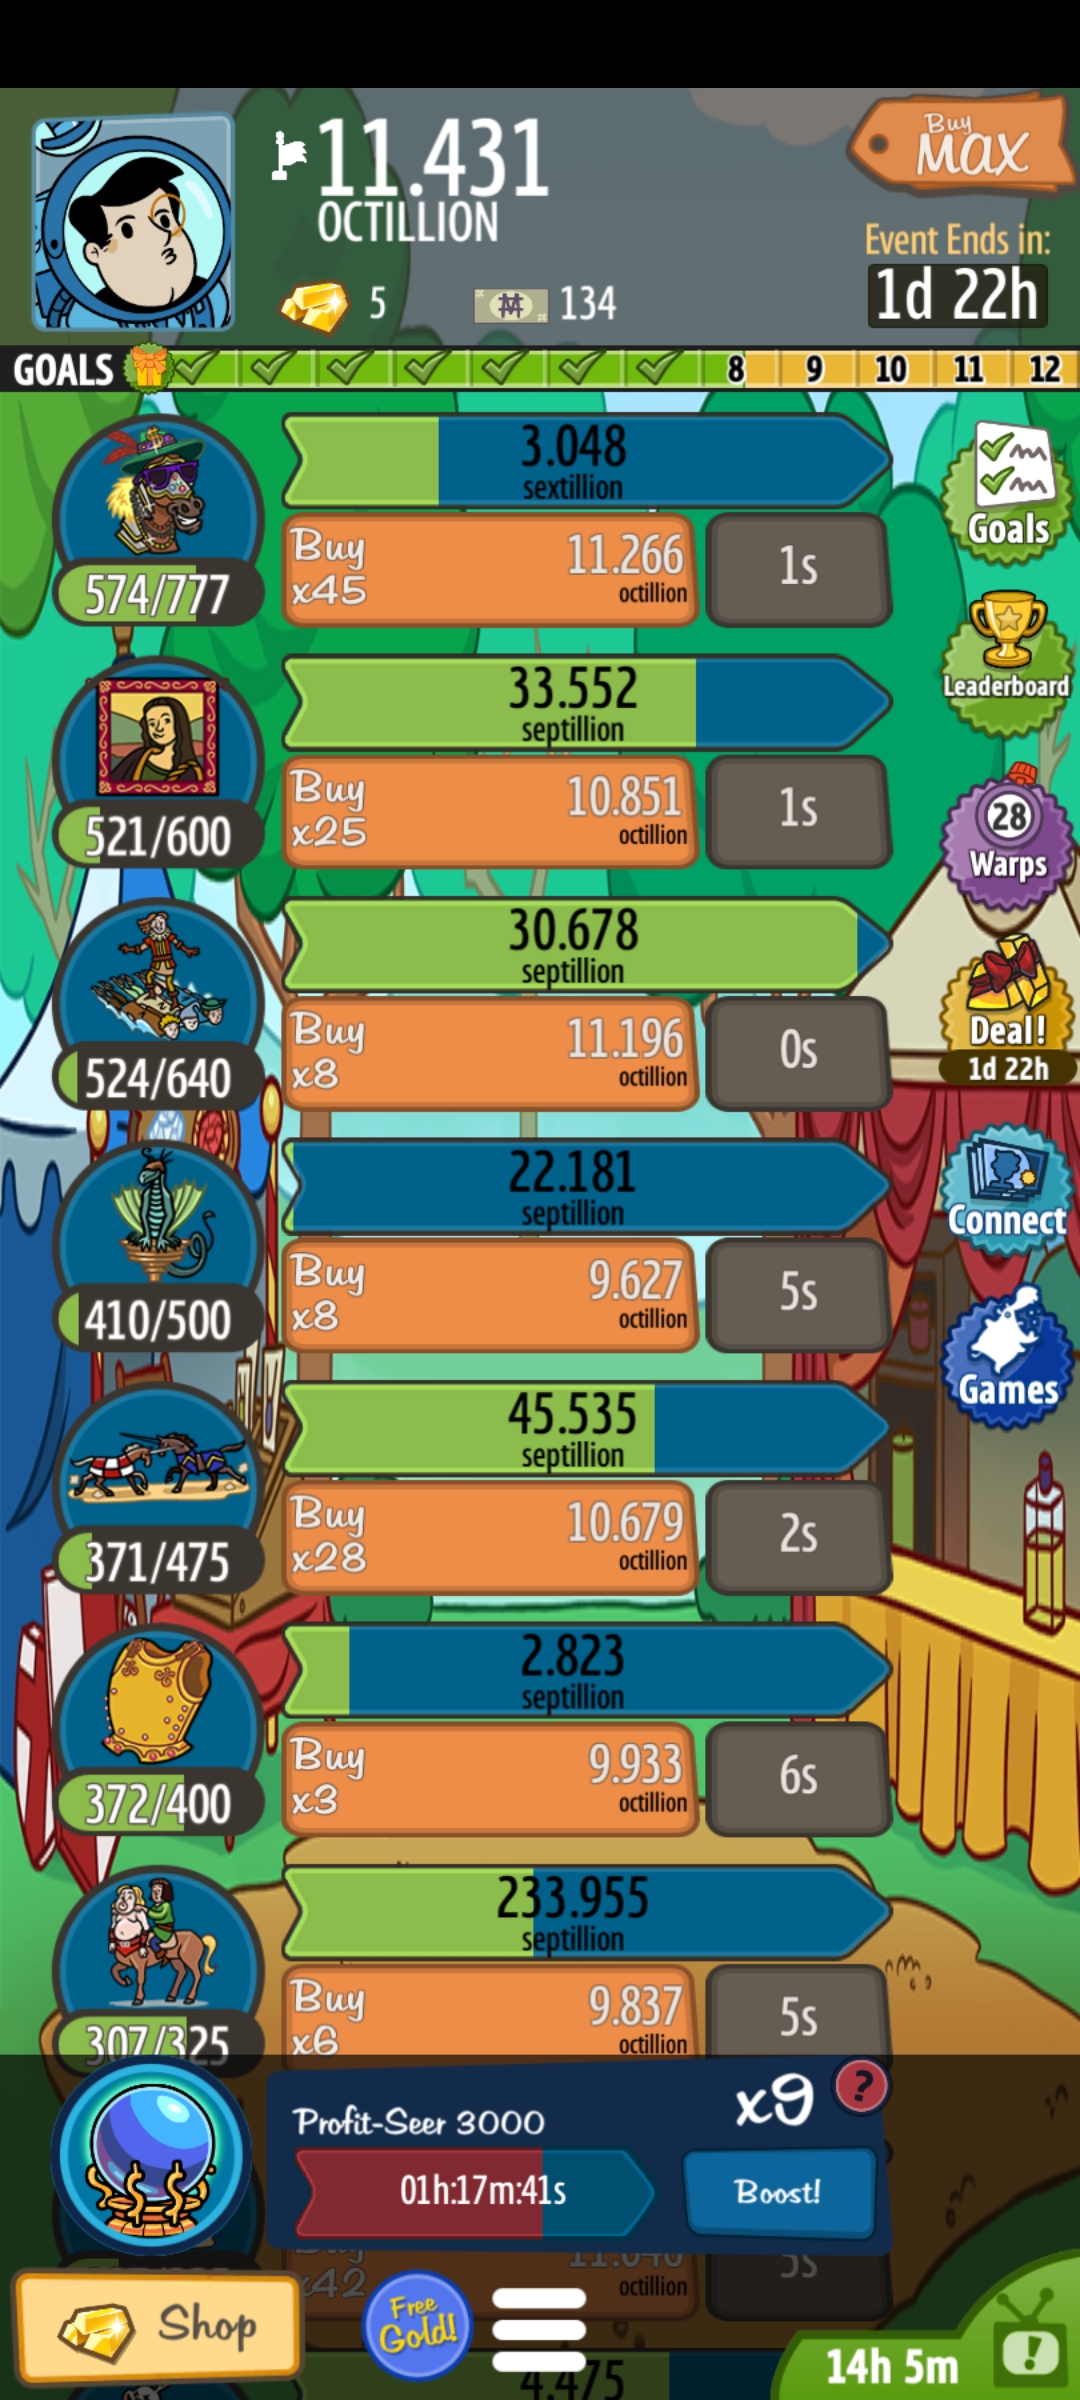 11.431
OCTILLION
Buy
MAX
Event Ends in:
1d 22h
5
134
GOALS 8 9 10 11 12
3.048
sextillion
Buy
x45
11.266
octillion
1s
574/777
Goals
33.552
septillion
Buy
x25
10.851
octillion
1s
521/600
Leaderboard
28
Warps
30.678
septillion
Buy
x8
11.196
octillion
0s
524/640
Deal!
1d 22h
22.181
septillion
Buy
x8
9.627
octillion
5s
410/500
Connect
Games
45.535
septillion
Buy
x28
10.679
octillion
2s
371/475
2.823
septillion
Buy
x3
9.933
octillion
6s
372/400
233.955
septillion
Buy
x6
9.837
octillion
5s
307/325
Profit-Seer 3000
x9
?
01h:17m:41s
Boost!
x42
octillion
Shop
Free
Gold!
14h 5m
4.475